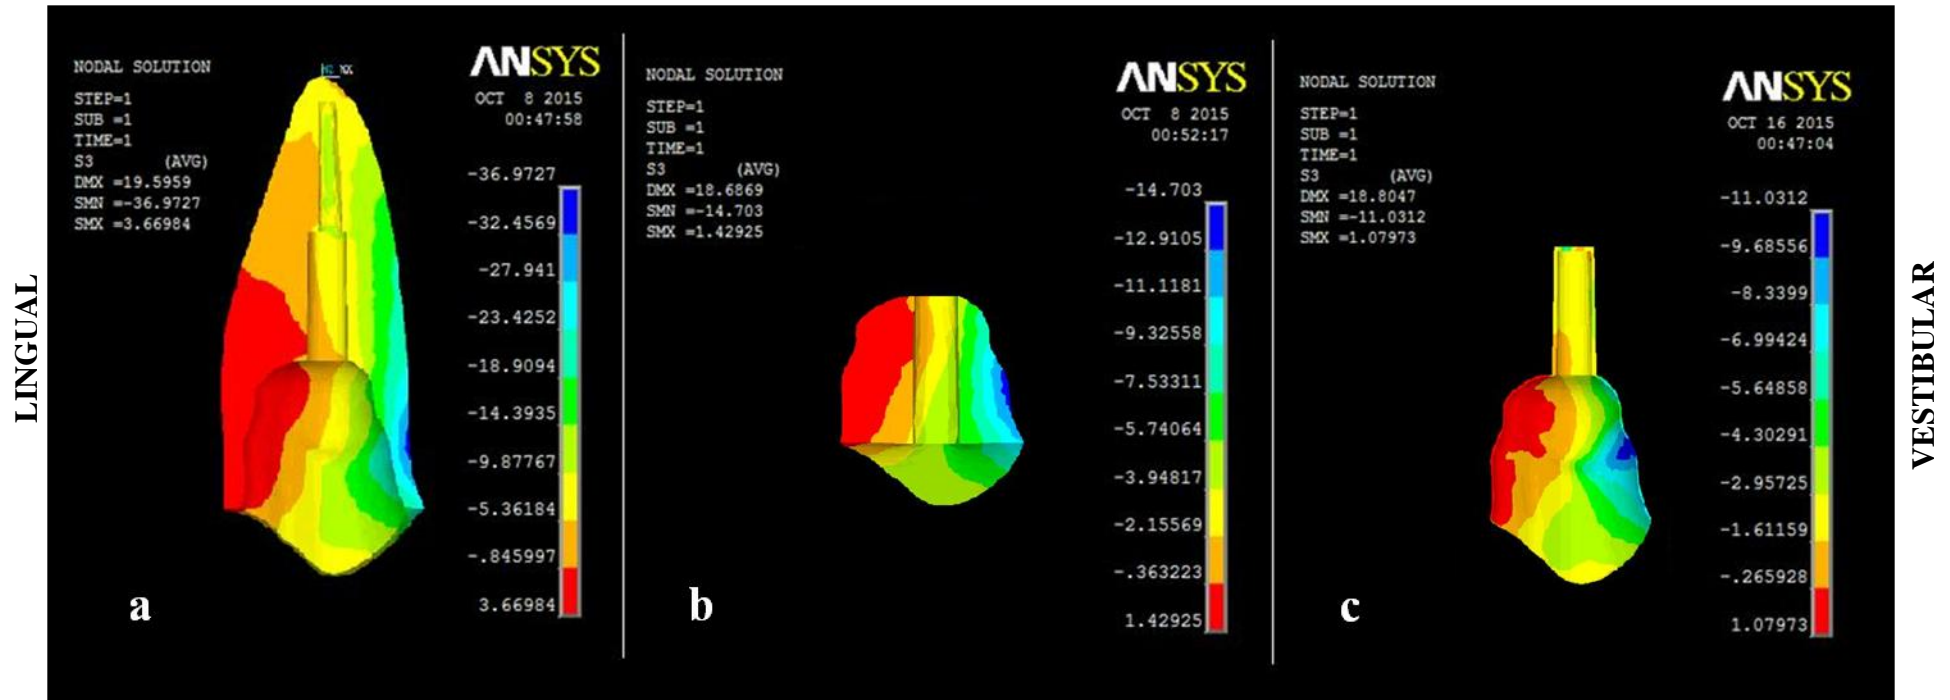 LINGUAL
NODAL SOLUTION
STEP=1
SUB =1
TIME=1
S3 (AVG)
DMX =19.5959
SMN =-36.9727
SMX =3.66984
ANSYS
OCT 8 2015
00:47:58
-36.9727
-32.4569
-27.941
-23.4252
-18.9094
-14.3935
-9.87767
-5.36184
-.845997
3.66984
a
NODAL SOLUTION
STEP=1
SUB =1
TIME=1
S3 (AVG)
DMX =18.6869
SMN =-14.703
SMX =1.42925
ANSYS
OCT 8 2015
00:52:17
-14.703
-12.9105
-11.1181
-9.32558
-7.53311
-5.74064
-3.94817
-2.15569
-.363223
1.42925
b
NODAL SOLUTION
STEP=1
SUB =1
TIME=1
S3 (AVG)
DMX =18.8047
SMN =-11.0312
SMX =1.07973
ANSYS
OCT 16 2015
00:47:04
-11.0312
-9.68556
-8.3399
-6.99424
-5.64858
-4.30291
-2.95725
-1.61159
-.265928
1.07973
c
VESTIBULAR